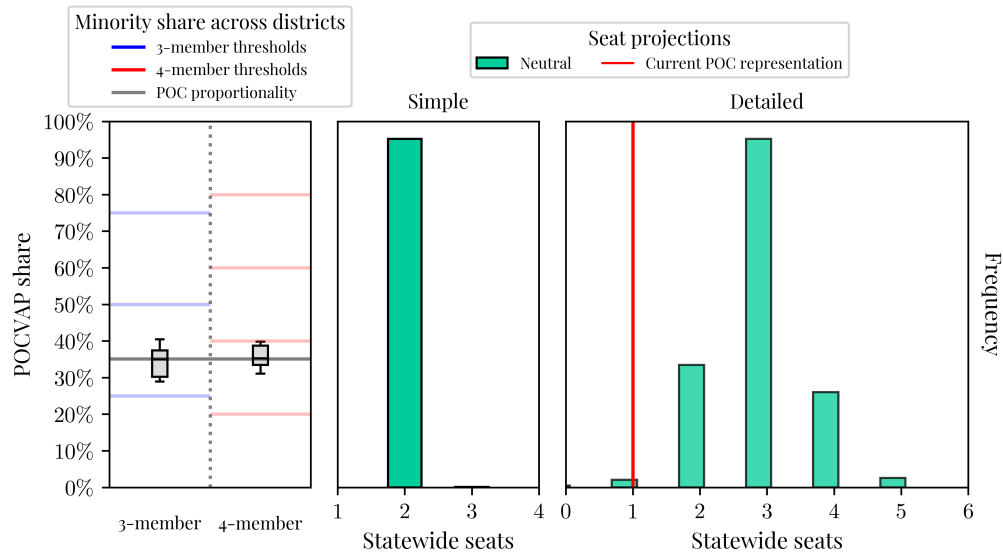 Minority share across districts
3-member thresholds
4-member thresholds
POC proportionality
Seat projections
Neutral
Current POC representation
Simple
Detailed
POCVAP share
100%
90%
80%
70%
60%
50%
40%
30%
20%
10%
0%
3-member 4-member
1 2 3 4
Statewide seats
0 1 2 3 4 5 6
Statewide seats
Frequency